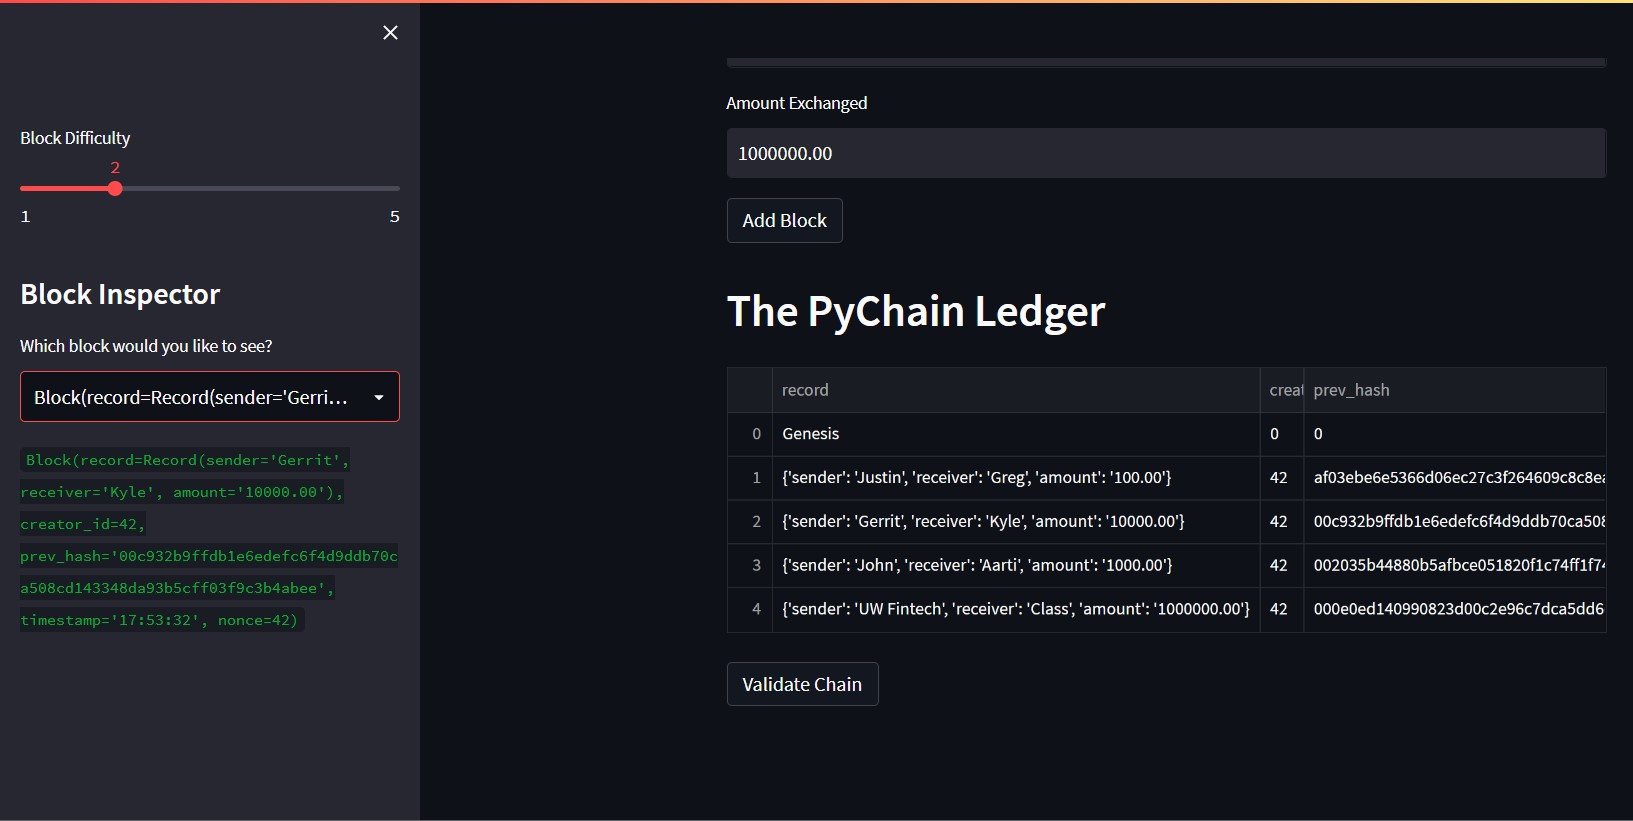 Block Difficulty
2
1 5
Block Inspector
Which block would you like to see?
Block(record=Record(sender='Gerri...
Block(record=Record(sender='Gerrit',
receiver='Kyle', amount='10000.00'),
creator_id=42,
prev_hash='00c932b9ffdb1e6edefc6f4d9ddb70c
a508cd143348da93b5cff03f9c3b4abee',
timestamp='17:53:32', nonce=42)
Amount Exchanged
1000000.00
Add Block
The PyChain Ledger
record creat prev_hash
0 Genesis 0 0
1 {'sender': 'Justin', 'receiver': 'Greg', 'amount': '100.00'} 42 af03ebe6e5366d06ec27c3f264609c8c8ea
2 {'sender': 'Gerrit', 'receiver': 'Kyle', 'amount': '10000.00'} 42 00c932b9ffdb1e6edefc6f4d9ddb70ca508
3 {'sender': 'John', 'receiver': 'Aarti', 'amount': '1000.00'} 42 002035b44880b5afbce051820f1c74ff1f74
4 {'sender': 'UW Fintech', 'receiver': 'Class', 'amount': '1000000.00'} 42 000e0ed140990823d00c2e96c7dca5dd6
Validate Chain